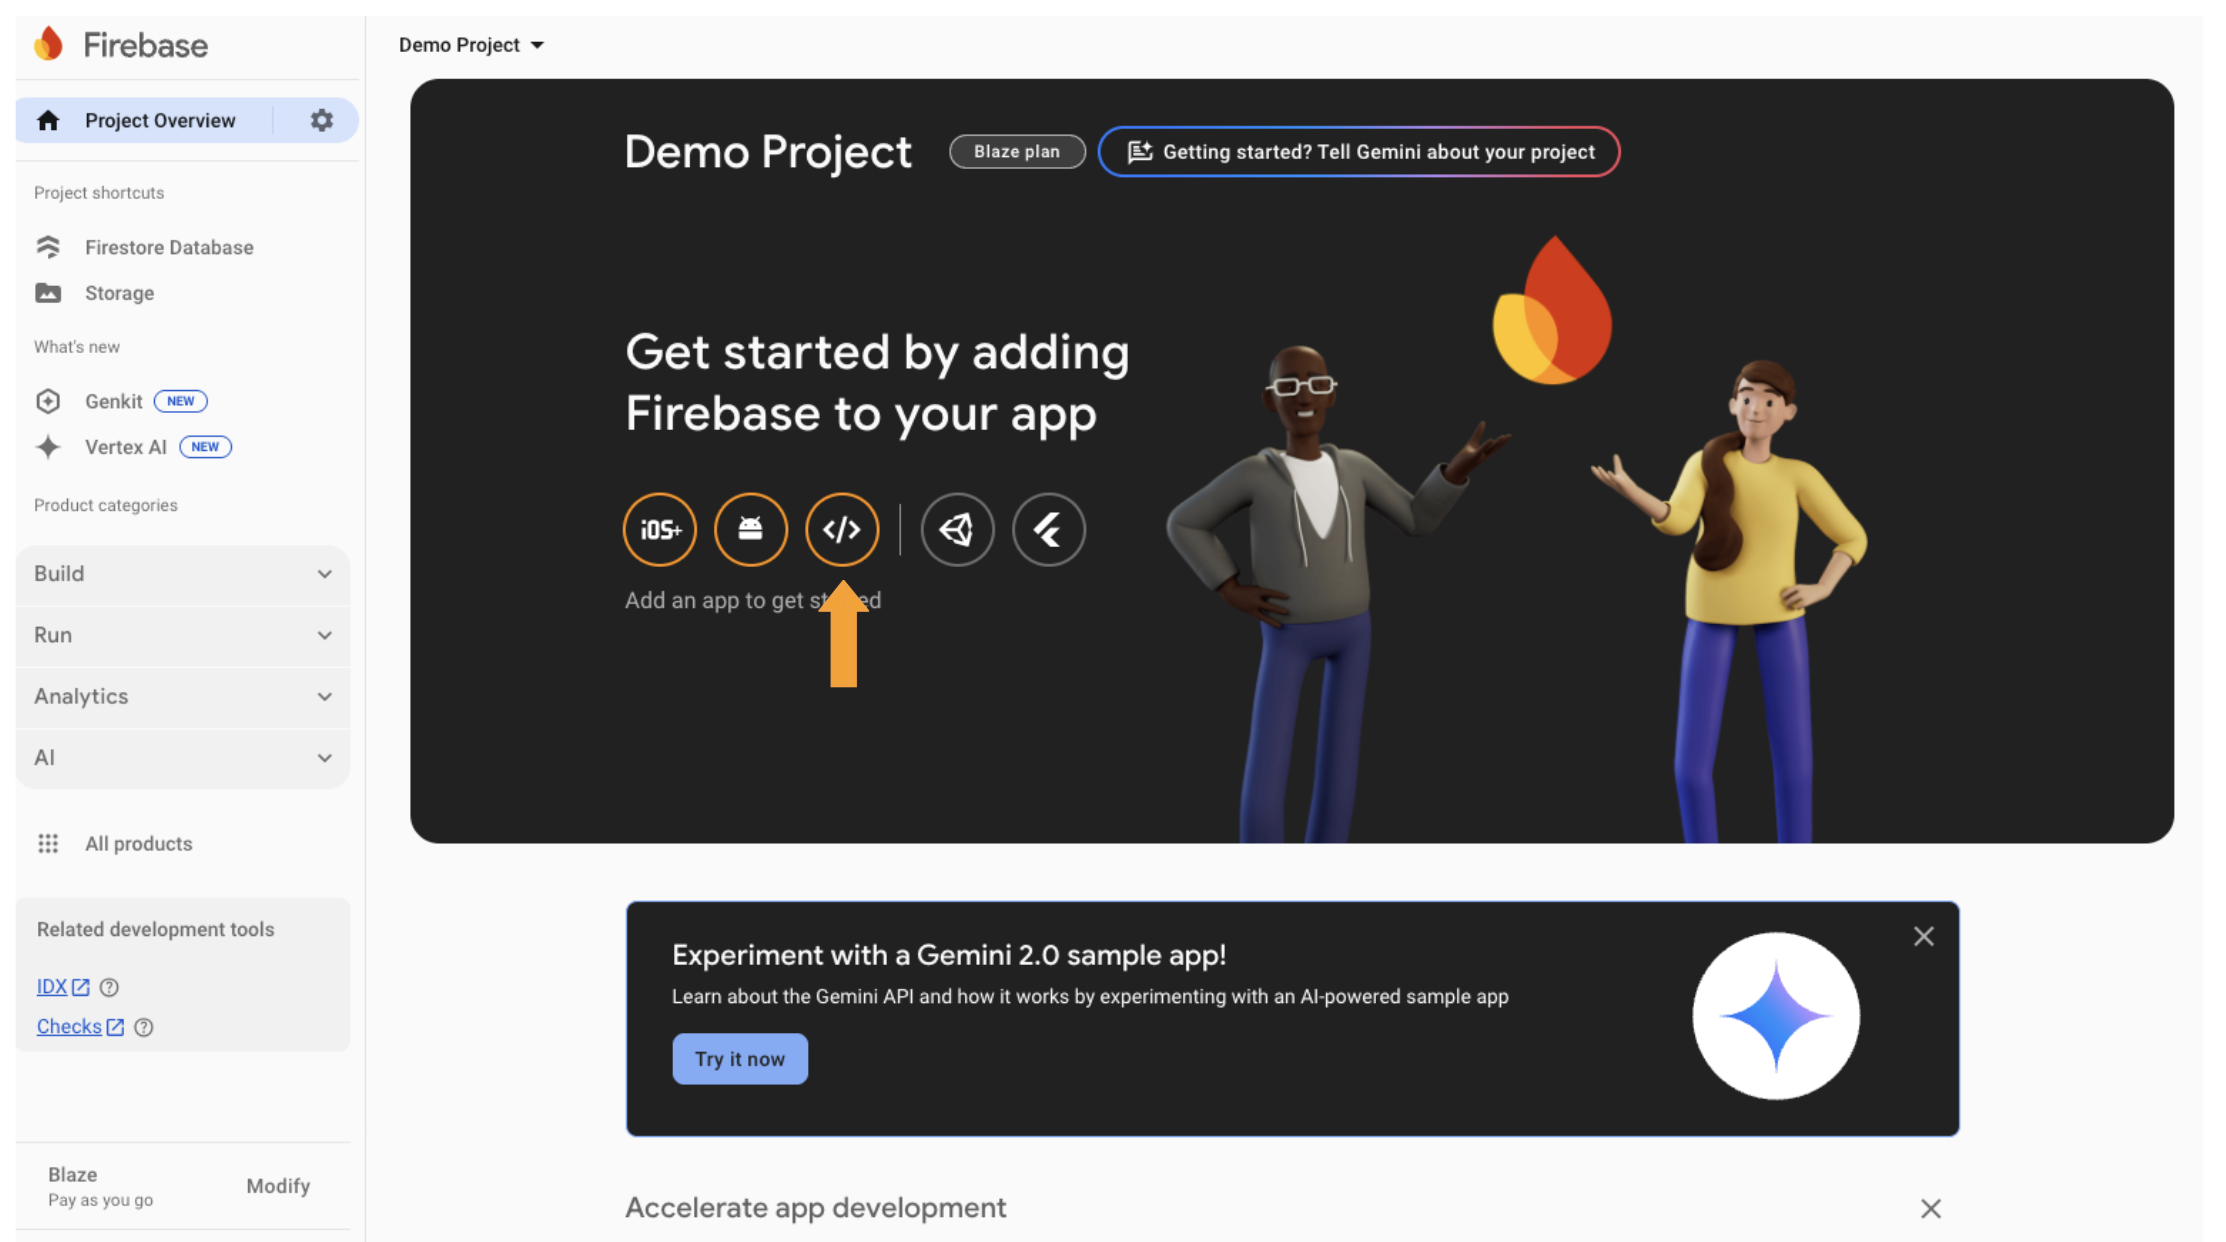 Firebase
Demo Project
Project Overview
Project shortcuts
Firestore Database
Storage
What's new
Genkit NEW
Vertex AI NEW
Product categories
Build
Run
Analytics
AI
All products
Related development tools
IDX
Checks
Blaze
Pay as you go
Modify
Demo Project
Blaze plan
Getting started? Tell Gemini about your project
Get started by adding
Firebase to your app
iOS+
</>
Add an app to get st ed
Experiment with a Gemini 2.0 sample app!
Learn about the Gemini API and how it works by experimenting with an AI-powered sample app
Try it now
Accelerate app development